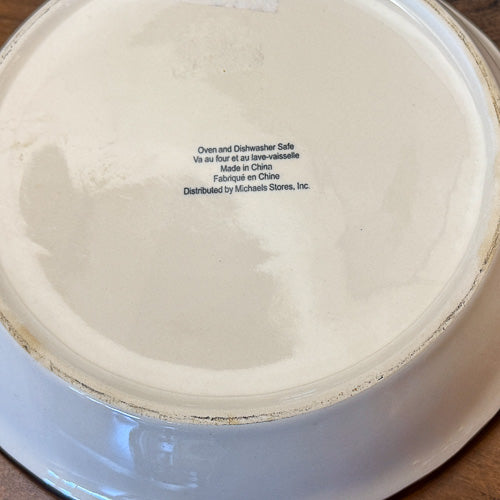 Oven and Dishwasher Safe
Va au four et au lave-vaisselle
Made in China
Fabriqué en Chine
Distributed by Michaels Stores, Inc.